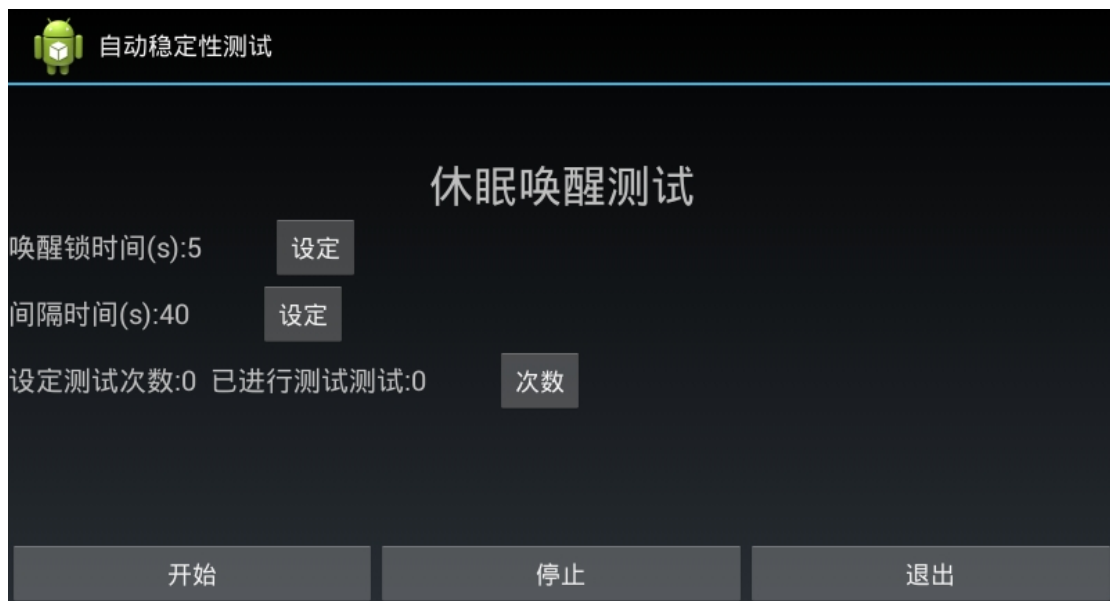 自动稳定性测试
休眠唤醒测试
唤醒锁时间(s):5 设定
间隔时间(s):40 设定
设定测试次数:0 已进行测试测试:0 次数
开始 停止 退出